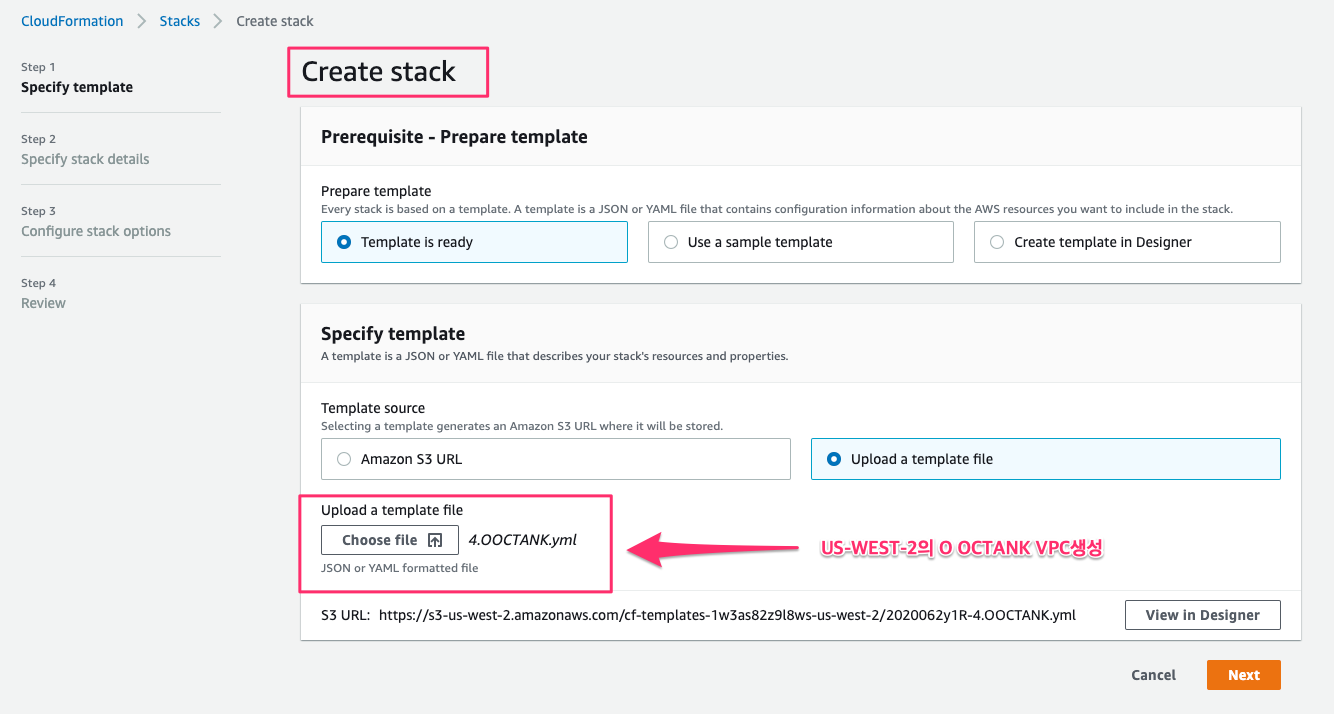 CloudFormation > Stacks > Create stack
Step 1
Specify template
Step 2
Specify stack details
Step 3
Configure stack options
Step 4
Review
Create stack
Prerequisite - Prepare template
Prepare template
Every stack is based on a template. A template is a JSON or YAML file that contains configuration information about the AWS resources you want to include in the stack.
Template is ready
Use a sample template
Create template in Designer
Specify template
A template is a JSON or YAML file that describes your stack's resources and properties.
Template source
Selecting a template generates an Amazon S3 URL where it will be stored.
Amazon S3 URL
Upload a template file
Upload a template file
Choose file 4.OOCTANK.yml
JSON or YAML formatted file
US-WEST-2의 O OCTANK VPC생성
S3 URL: https://s3-us-west-2.amazonaws.com/cf-templates-1w3as82z9l8ws-us-west-2/2020062y1R-4.OOCTANK.yml
View in Designer
Cancel
Next